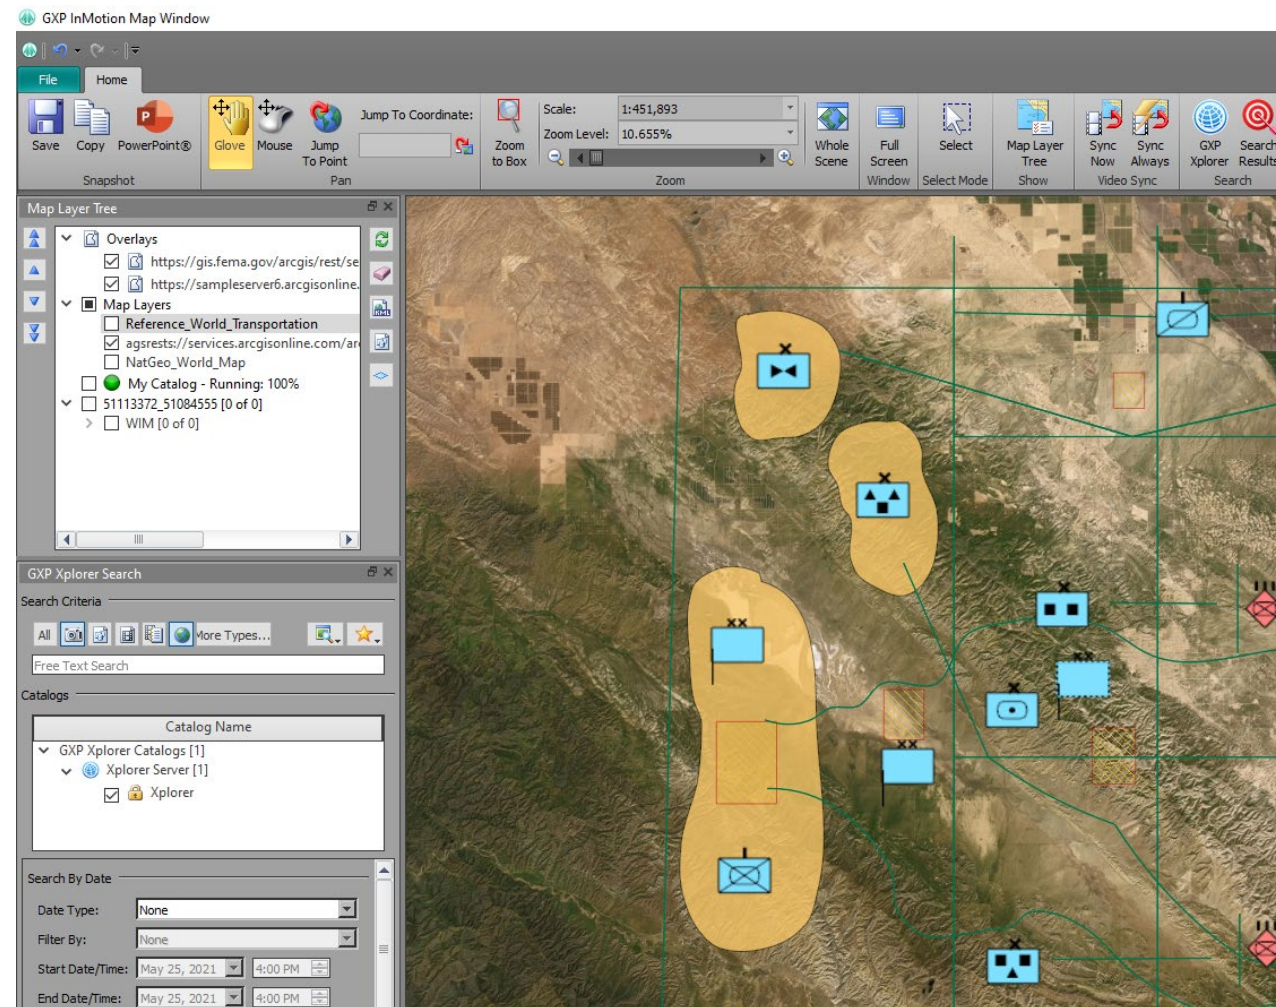 GXP InMotion Map Window
File
Home
Save
Copy
PowerPoint®
Snapshot
Glove
Mouse
Jump
To Point
Jump To Coordinate:
Pan
Zoom
to Box
Scale:
1:451,893
Zoom Level:
10.655%
Whole
Scene
Zoom
Full
Screen
Window
Select
Select Mode
Map Layer
Tree
Show
Sync
Now
Sync
Always
Video Sync
GXP
Xplorer
Search
Results
Search
Map Layer Tree
Overlays
https://gis.fema.gov/arcgis/rest/se
https://sampleserver6.arcgisonline.
Map Layers
Reference_World_Transportation
agsrests://services.arcgisonline.com/ar
NatGeo_World_Map
My Catalog - Running: 100%
51113372_51084555 [0 of 0]
WIM [0 of 0]
KML
GXP Xplorer Search
Search Criteria
All
More Types...
Free Text Search
Catalogs
Catalog Name
GXP Xplorer Catalogs [1]
Xplorer Server [1]
Xplorer
Search By Date
Date Type:
None
Filter By:
None
Start Date/Time:
May 25, 2021
4:00 PM
End Date/Time:
May 25, 2021
4:00 PM